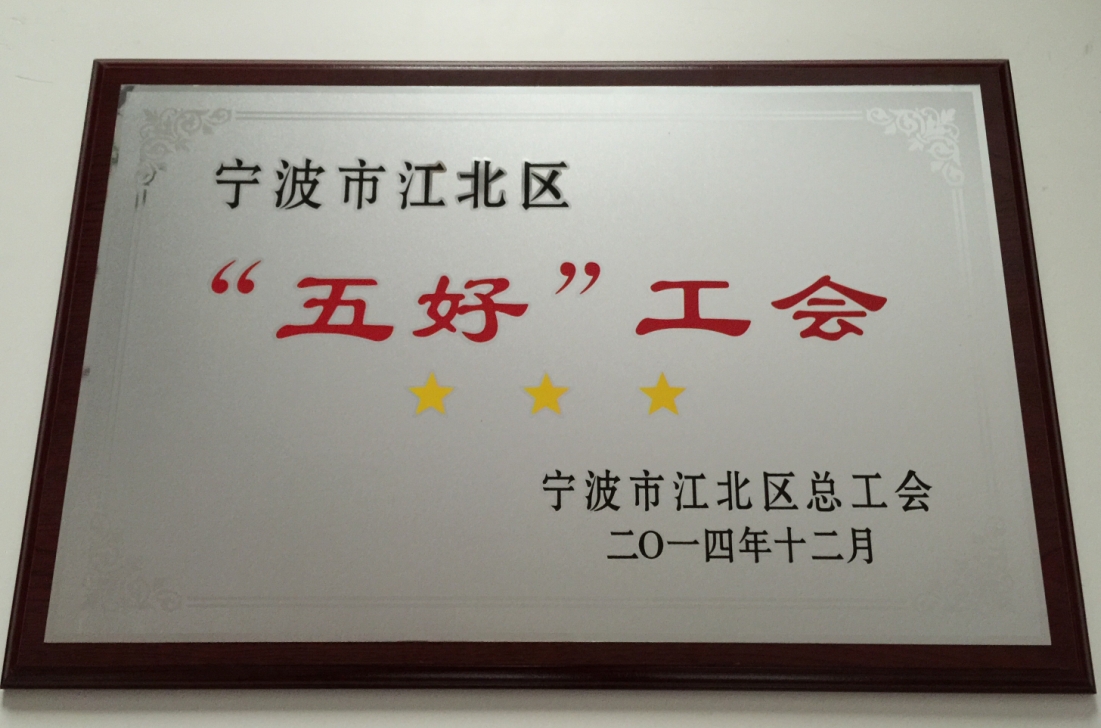 宁波市江北区
“五好”工会
宁波市江北区总工会
二〇一四年十二月